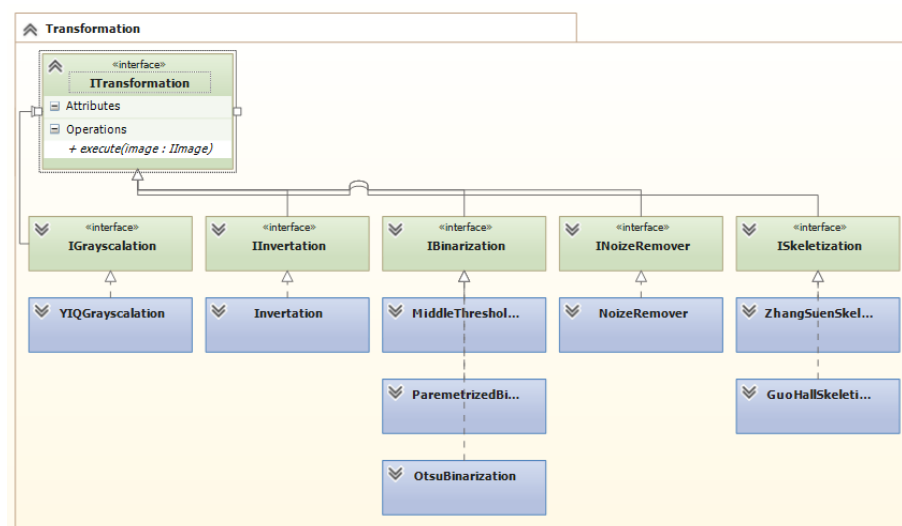 Transformation
«interface»
ITransformation
Attributes
Operations
+ execute(image : IImage)
«interface»
IGrayscalation
«interface»
IInvertation
«interface»
IBinarization
«interface»
INoizeRemover
«interface»
ISkeletization
YIQGrayscalation
Invertation
MiddleThreshol...
NoizeRemover
ZhangSuenSkel...
ParemetrizedBi...
GuoHallSkeleti...
OtsuBinarization